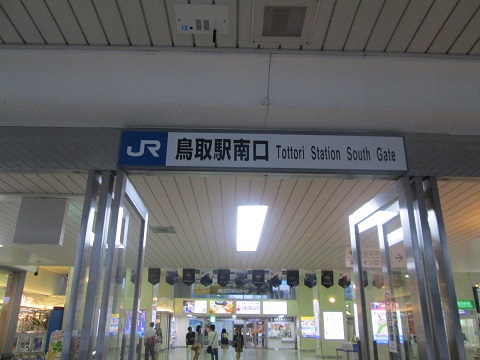 JR 鳥取駅南口 Tottori Station South Gate